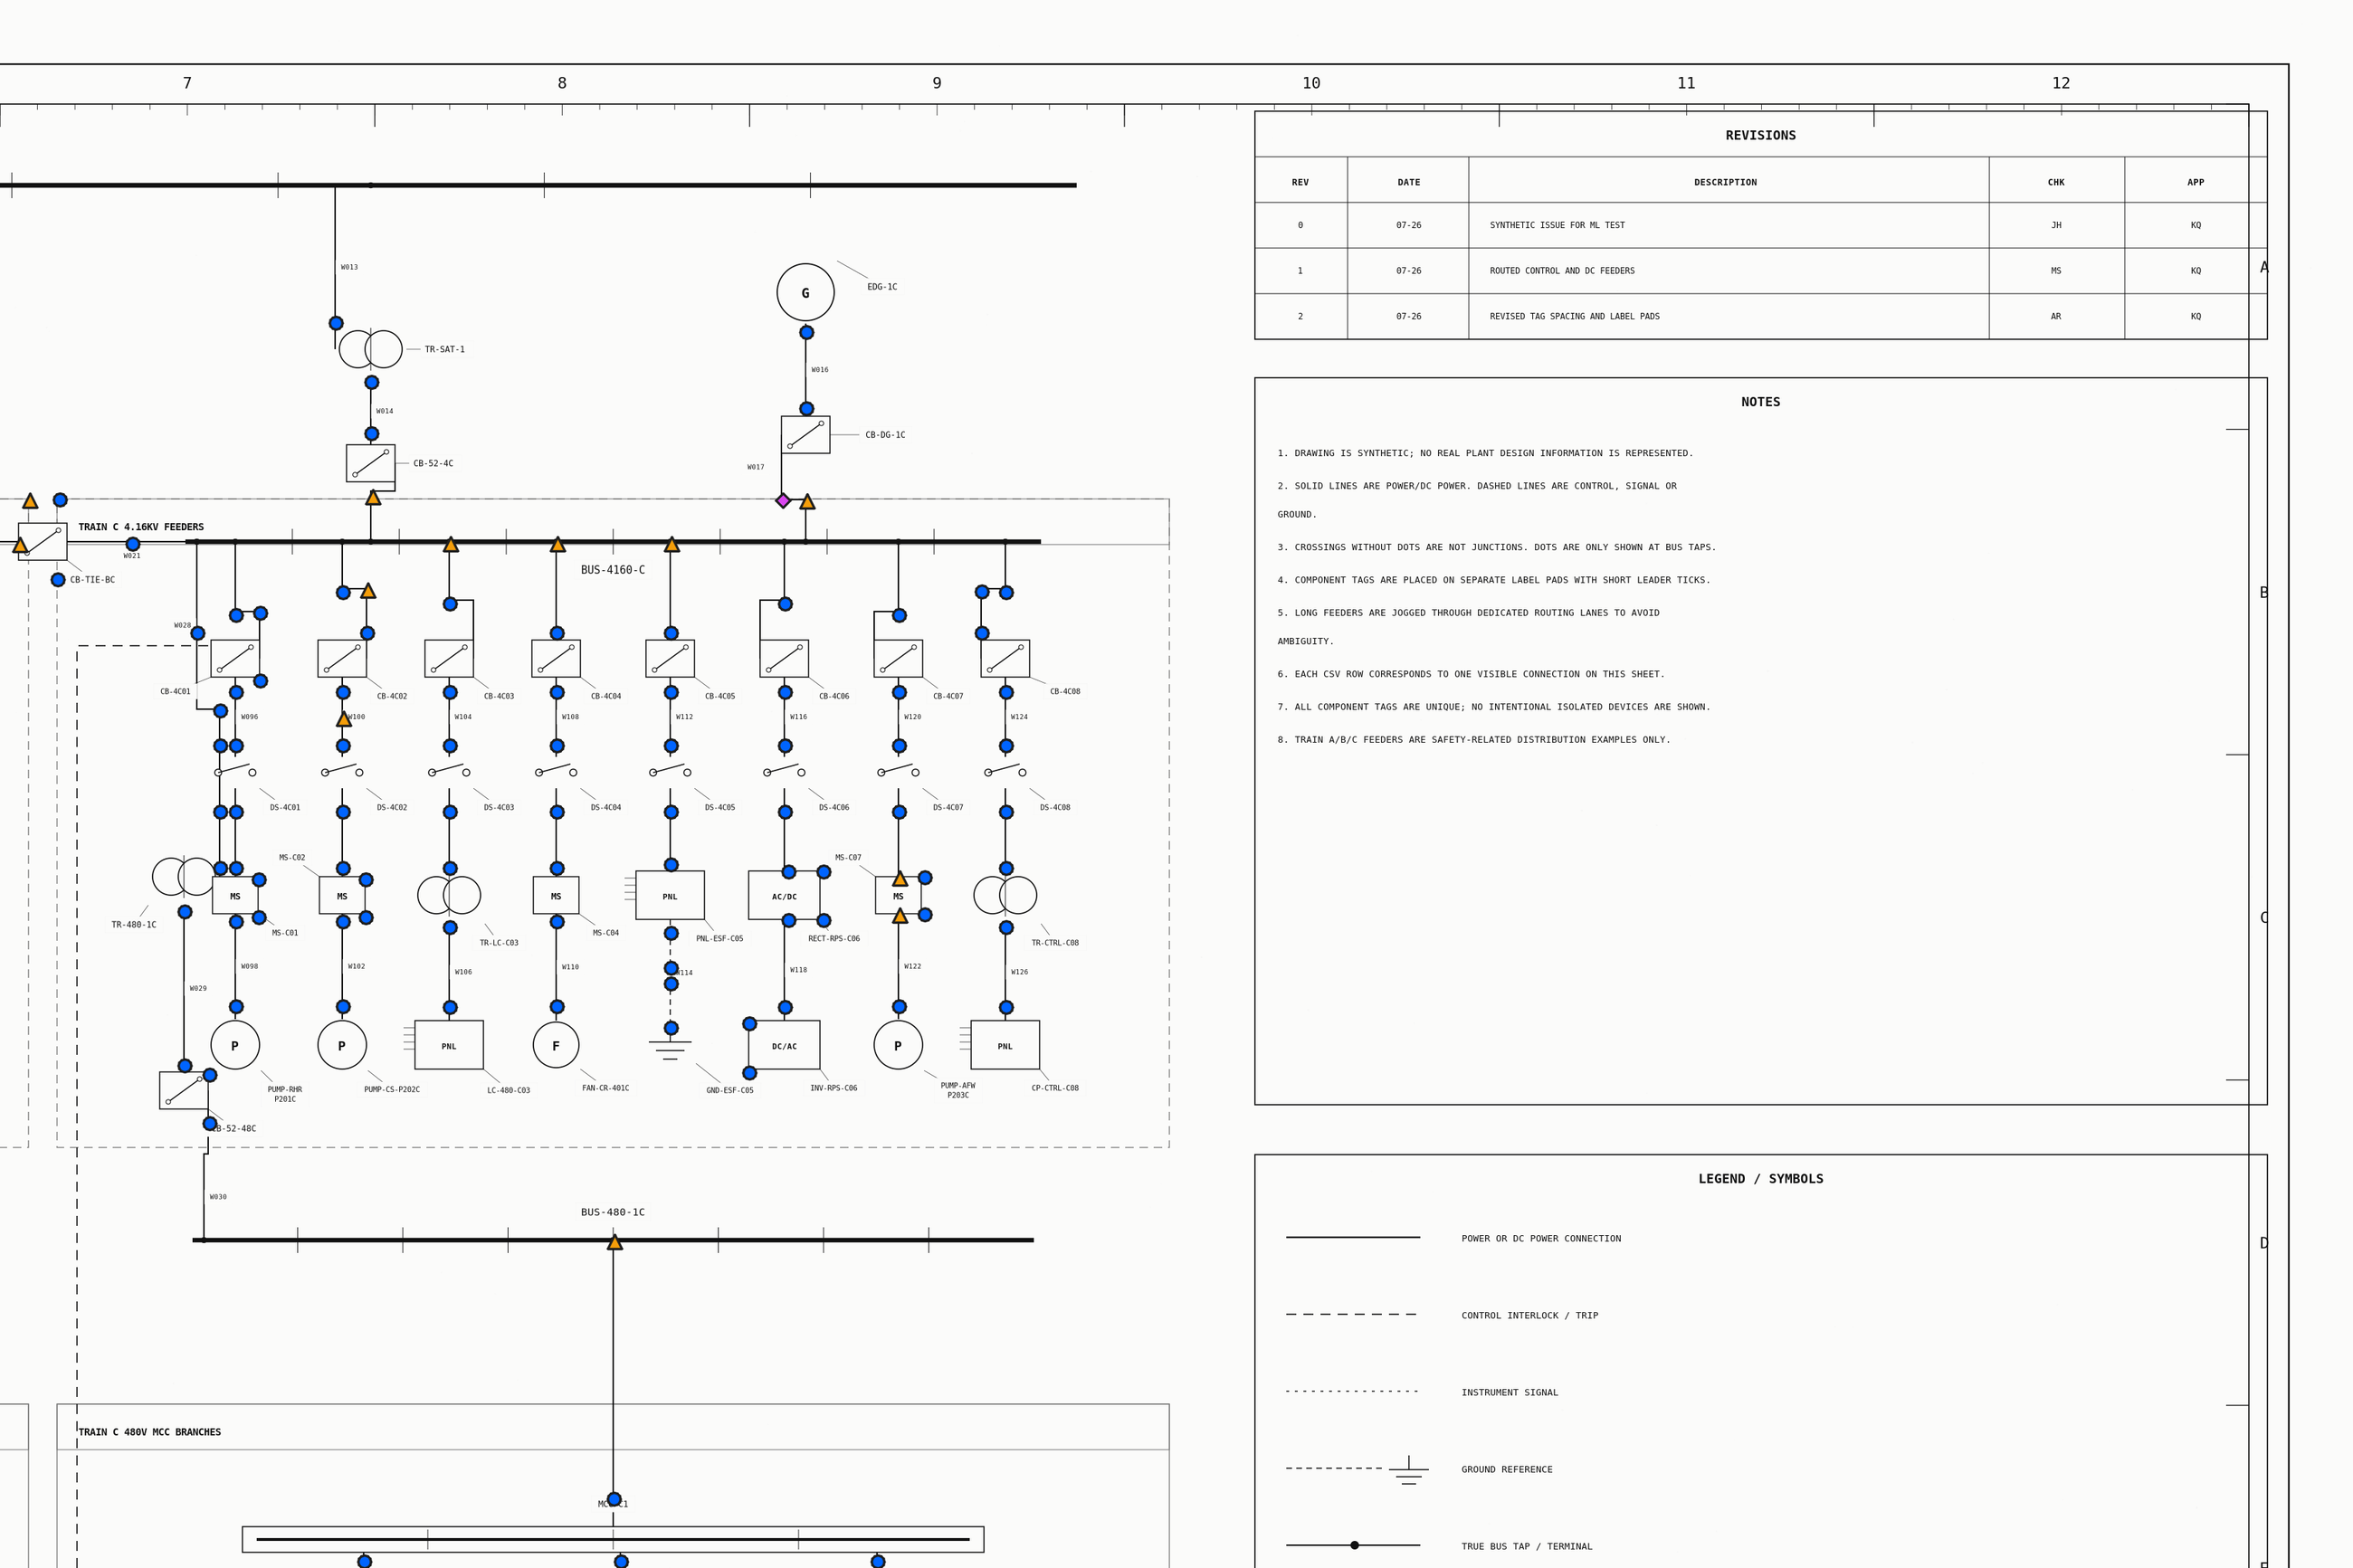 7
8
9
10
11
12
REVISIONS
REV DATE DESCRIPTION CHK APP
0 07-26 SYNTHETIC ISSUE FOR ML TEST JH KQ
1 07-26 ROUTED CONTROL AND DC FEEDERS MS KQ
2 07-26 REVISED TAG SPACING AND LABEL PADS AR KQ
A
B
C
D
W013
EDG-1C
G
TR-SAT-1
W016
W014
CB-DG-1C
CB-52-4C
W017
TRAIN C 4.16KV FEEDERS
W021
CB-TIE-BC
BUS-4160-C
W028
CB-4C01
CB-4C02
CB-4C03
CB-4C04
CB-4C05
CB-4C06
CB-4C07
CB-4C08
W096
W100
W104
W108
W112
W116
W120
W124
DS-4C01
DS-4C02
DS-4C03
DS-4C04
DS-4C05
DS-4C06
DS-4C07
DS-4C08
MS-C02
MS-C07
MS
MS
MS
PNL
AC/DC
MS
TR-480-1C
MS-C01
TR-LC-C03
MS-C04
PNL-ESF-C05
RECT-RPS-C06
TR-CTRL-C08
W029
W098
W102
W106
W110
W114
W118
W122
W126
P
P
PNL
F
DC/AC
P
PNL
PUMP-RHR
P201C
PUMP-CS-P202C
LC-480-C03
FAN-CR-401C
GND-ESF-C05
INV-RPS-C06
PUMP-AFW
P203C
CP-CTRL-C08
CB-52-48C
W030
BUS-480-1C
TRAIN C 480V MCC BRANCHES
NOTES
1. DRAWING IS SYNTHETIC; NO REAL PLANT DESIGN INFORMATION IS REPRESENTED.
2. SOLID LINES ARE POWER/DC POWER. DASHED LINES ARE CONTROL, SIGNAL OR
GROUND.
3. CROSSINGS WITHOUT DOTS ARE NOT JUNCTIONS. DOTS ARE ONLY SHOWN AT BUS TAPS.
4. COMPONENT TAGS ARE PLACED ON SEPARATE LABEL PADS WITH SHORT LEADER TICKS.
5. LONG FEEDERS ARE JOGGED THROUGH DEDICATED ROUTING LANES TO AVOID
AMBIGUITY.
6. EACH CSV ROW CORRESPONDS TO ONE VISIBLE CONNECTION ON THIS SHEET.
7. ALL COMPONENT TAGS ARE UNIQUE; NO INTENTIONAL ISOLATED DEVICES ARE SHOWN.
8. TRAIN A/B/C FEEDERS ARE SAFETY-RELATED DISTRIBUTION EXAMPLES ONLY.
LEGEND / SYMBOLS
POWER OR DC POWER CONNECTION
CONTROL INTERLOCK / TRIP
INSTRUMENT SIGNAL
GROUND REFERENCE
TRUE BUS TAP / TERMINAL